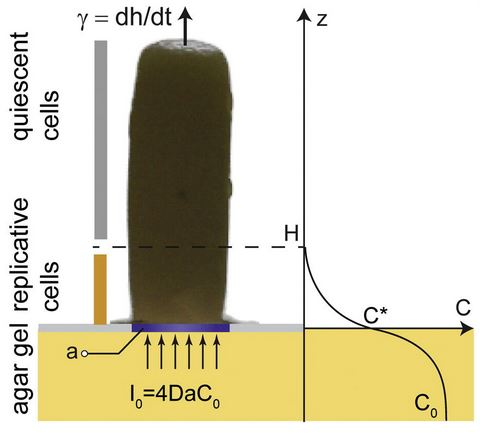 γ = dh/dt
z
quiescent
cells
replicative
cells
H
C*
C
agar gel
a
I₀=4DaC₀
C₀